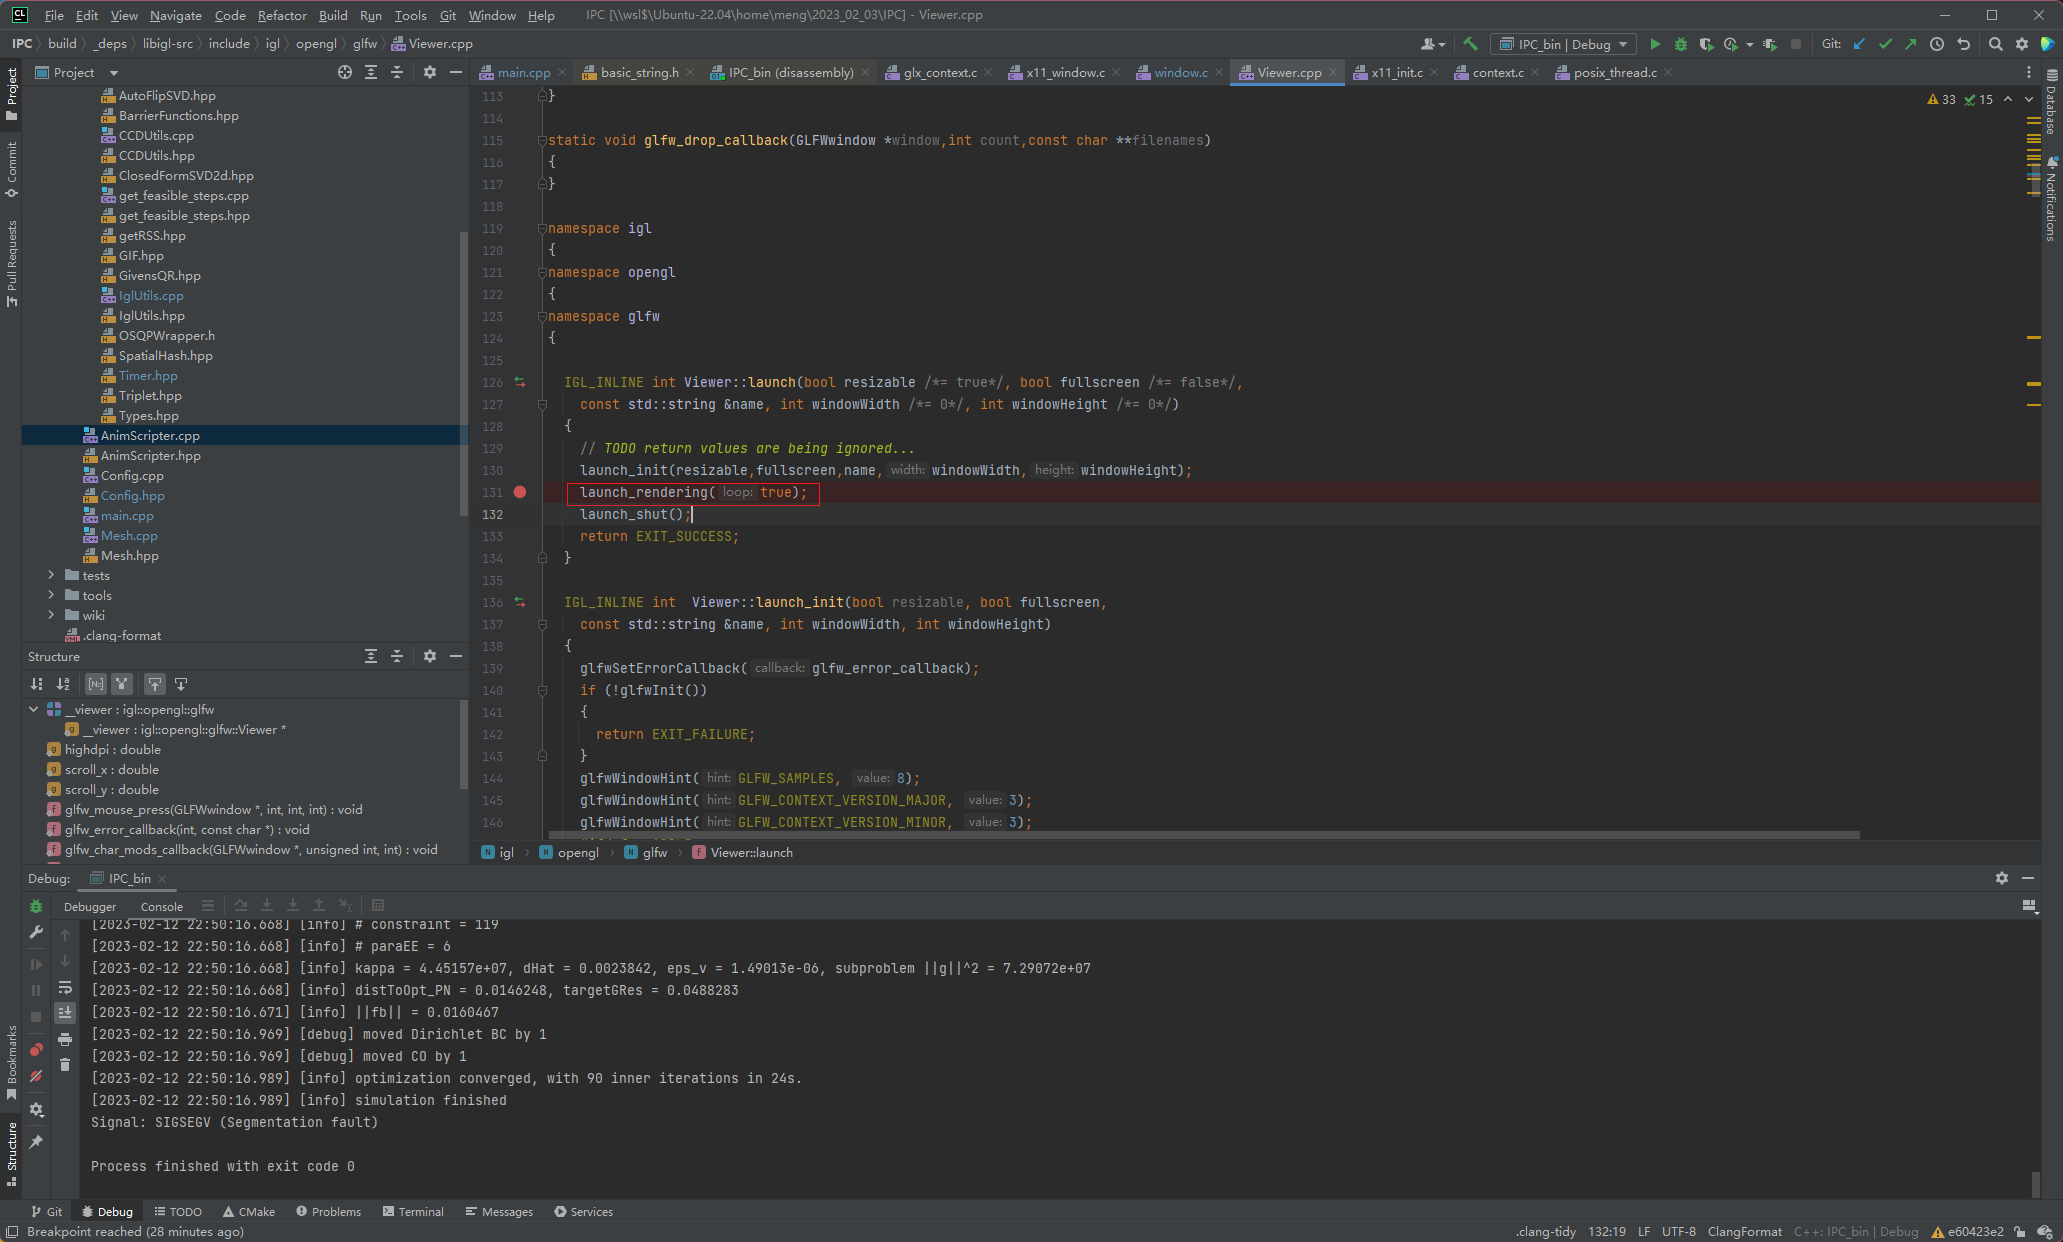 File Edit View Navigate Code Refactor Build Run Tools Git Window Help IPC [\\wsl$\Ubuntu-22.04\home\meng\2023_02_03\IPC] - Viewer.cpp
IPC build _deps libigl-src include igl opengl glfw Viewer.cpp IPC_bin | Debug Git:
Project main.cpp basic_string.h IPC_bin (disassembly) glx_context.c x11_window.c window.c Viewer.cpp x11_init.c context.c posix_thread.c
Project
Commit
Pull Requests
Bookmarks
Structure
AutoFlipSVD.hpp
BarrierFunctions.hpp
CCDUtils.cpp
CCDUtils.hpp
ClosedFormSVD2d.hpp
get_feasible_steps.cpp
get_feasible_steps.hpp
getRSS.hpp
GIF.hpp
GivensQR.hpp
IglUtils.cpp
IglUtils.hpp
OSQPWrapper.h
SpatialHash.hpp
Timer.hpp
Triplet.hpp
Types.hpp
AnimScripter.cpp
AnimScripter.hpp
Config.cpp
Config.hpp
main.cpp
Mesh.cpp
Mesh.hpp
tests
tools
wiki
.clang-format
Structure
__viewer : igl::opengl::glfw
__viewer : igl::opengl::glfw::Viewer *
highdpi : double
scroll_x : double
scroll_y : double
glfw_mouse_press(GLFWwindow *, int, int, int) : void
glfw_error_callback(int, const char *) : void
glfw_char_mods_callback(GLFWwindow *, unsigned int, int) : void
33 15
113 }
114
115 static void glfw_drop_callback(GLFWwindow *window,int count,const char **filenames)
116 {
117 }
118
119 namespace igl
120 {
121 namespace opengl
122 {
123 namespace glfw
124 {
125
126 IGL_INLINE int Viewer::launch(bool resizable /*= true*/, bool fullscreen /*= false*/,
127 const std::string &name, int windowWidth /*= 0*/, int windowHeight /*= 0*/)
128 {
129 // TODO return values are being ignored...
130 launch_init(resizable,fullscreen,name, width: windowWidth, height: windowHeight);
131 launch_rendering( loop: true);
132 launch_shut();
133 return EXIT_SUCCESS;
134 }
135
136 IGL_INLINE int Viewer::launch_init(bool resizable, bool fullscreen,
137 const std::string &name, int windowWidth, int windowHeight)
138 {
139 glfwSetErrorCallback( callback: glfw_error_callback);
140 if (!glfwInit())
141 {
142 return EXIT_FAILURE;
143 }
144 glfwWindowHint( hint: GLFW_SAMPLES, value: 8);
145 glfwWindowHint( hint: GLFW_CONTEXT_VERSION_MAJOR, value: 3);
146 glfwWindowHint( hint: GLFW_CONTEXT_VERSION_MINOR, value: 3);
igl opengl glfw Viewer::launch
Database
Notifications
Debug: IPC_bin
Debugger Console
[2023-02-12 22:50:16.668] [info] # constraint = 119
[2023-02-12 22:50:16.668] [info] # paraEE = 6
[2023-02-12 22:50:16.668] [info] kappa = 4.45157e+07, dHat = 0.0023842, eps_v = 1.49013e-06, subproblem ||g||^2 = 7.29072e+07
[2023-02-12 22:50:16.668] [info] distToOpt_PN = 0.0146248, targetGRes = 0.0488283
[2023-02-12 22:50:16.671] [info] ||fb|| = 0.0160467
[2023-02-12 22:50:16.969] [debug] moved Dirichlet BC by 1
[2023-02-12 22:50:16.969] [debug] moved CO by 1
[2023-02-12 22:50:16.989] [info] optimization converged, with 90 inner iterations in 24s.
[2023-02-12 22:50:16.989] [info] simulation finished
Signal: SIGSEGV (Segmentation fault)
Process finished with exit code 0
Git Debug TODO CMake Problems Terminal Messages Services
Breakpoint reached (28 minutes ago) .clang-tidy 132:19 LF UTF-8 ClangFormat C++: IPC_bin | Debug e60423e2